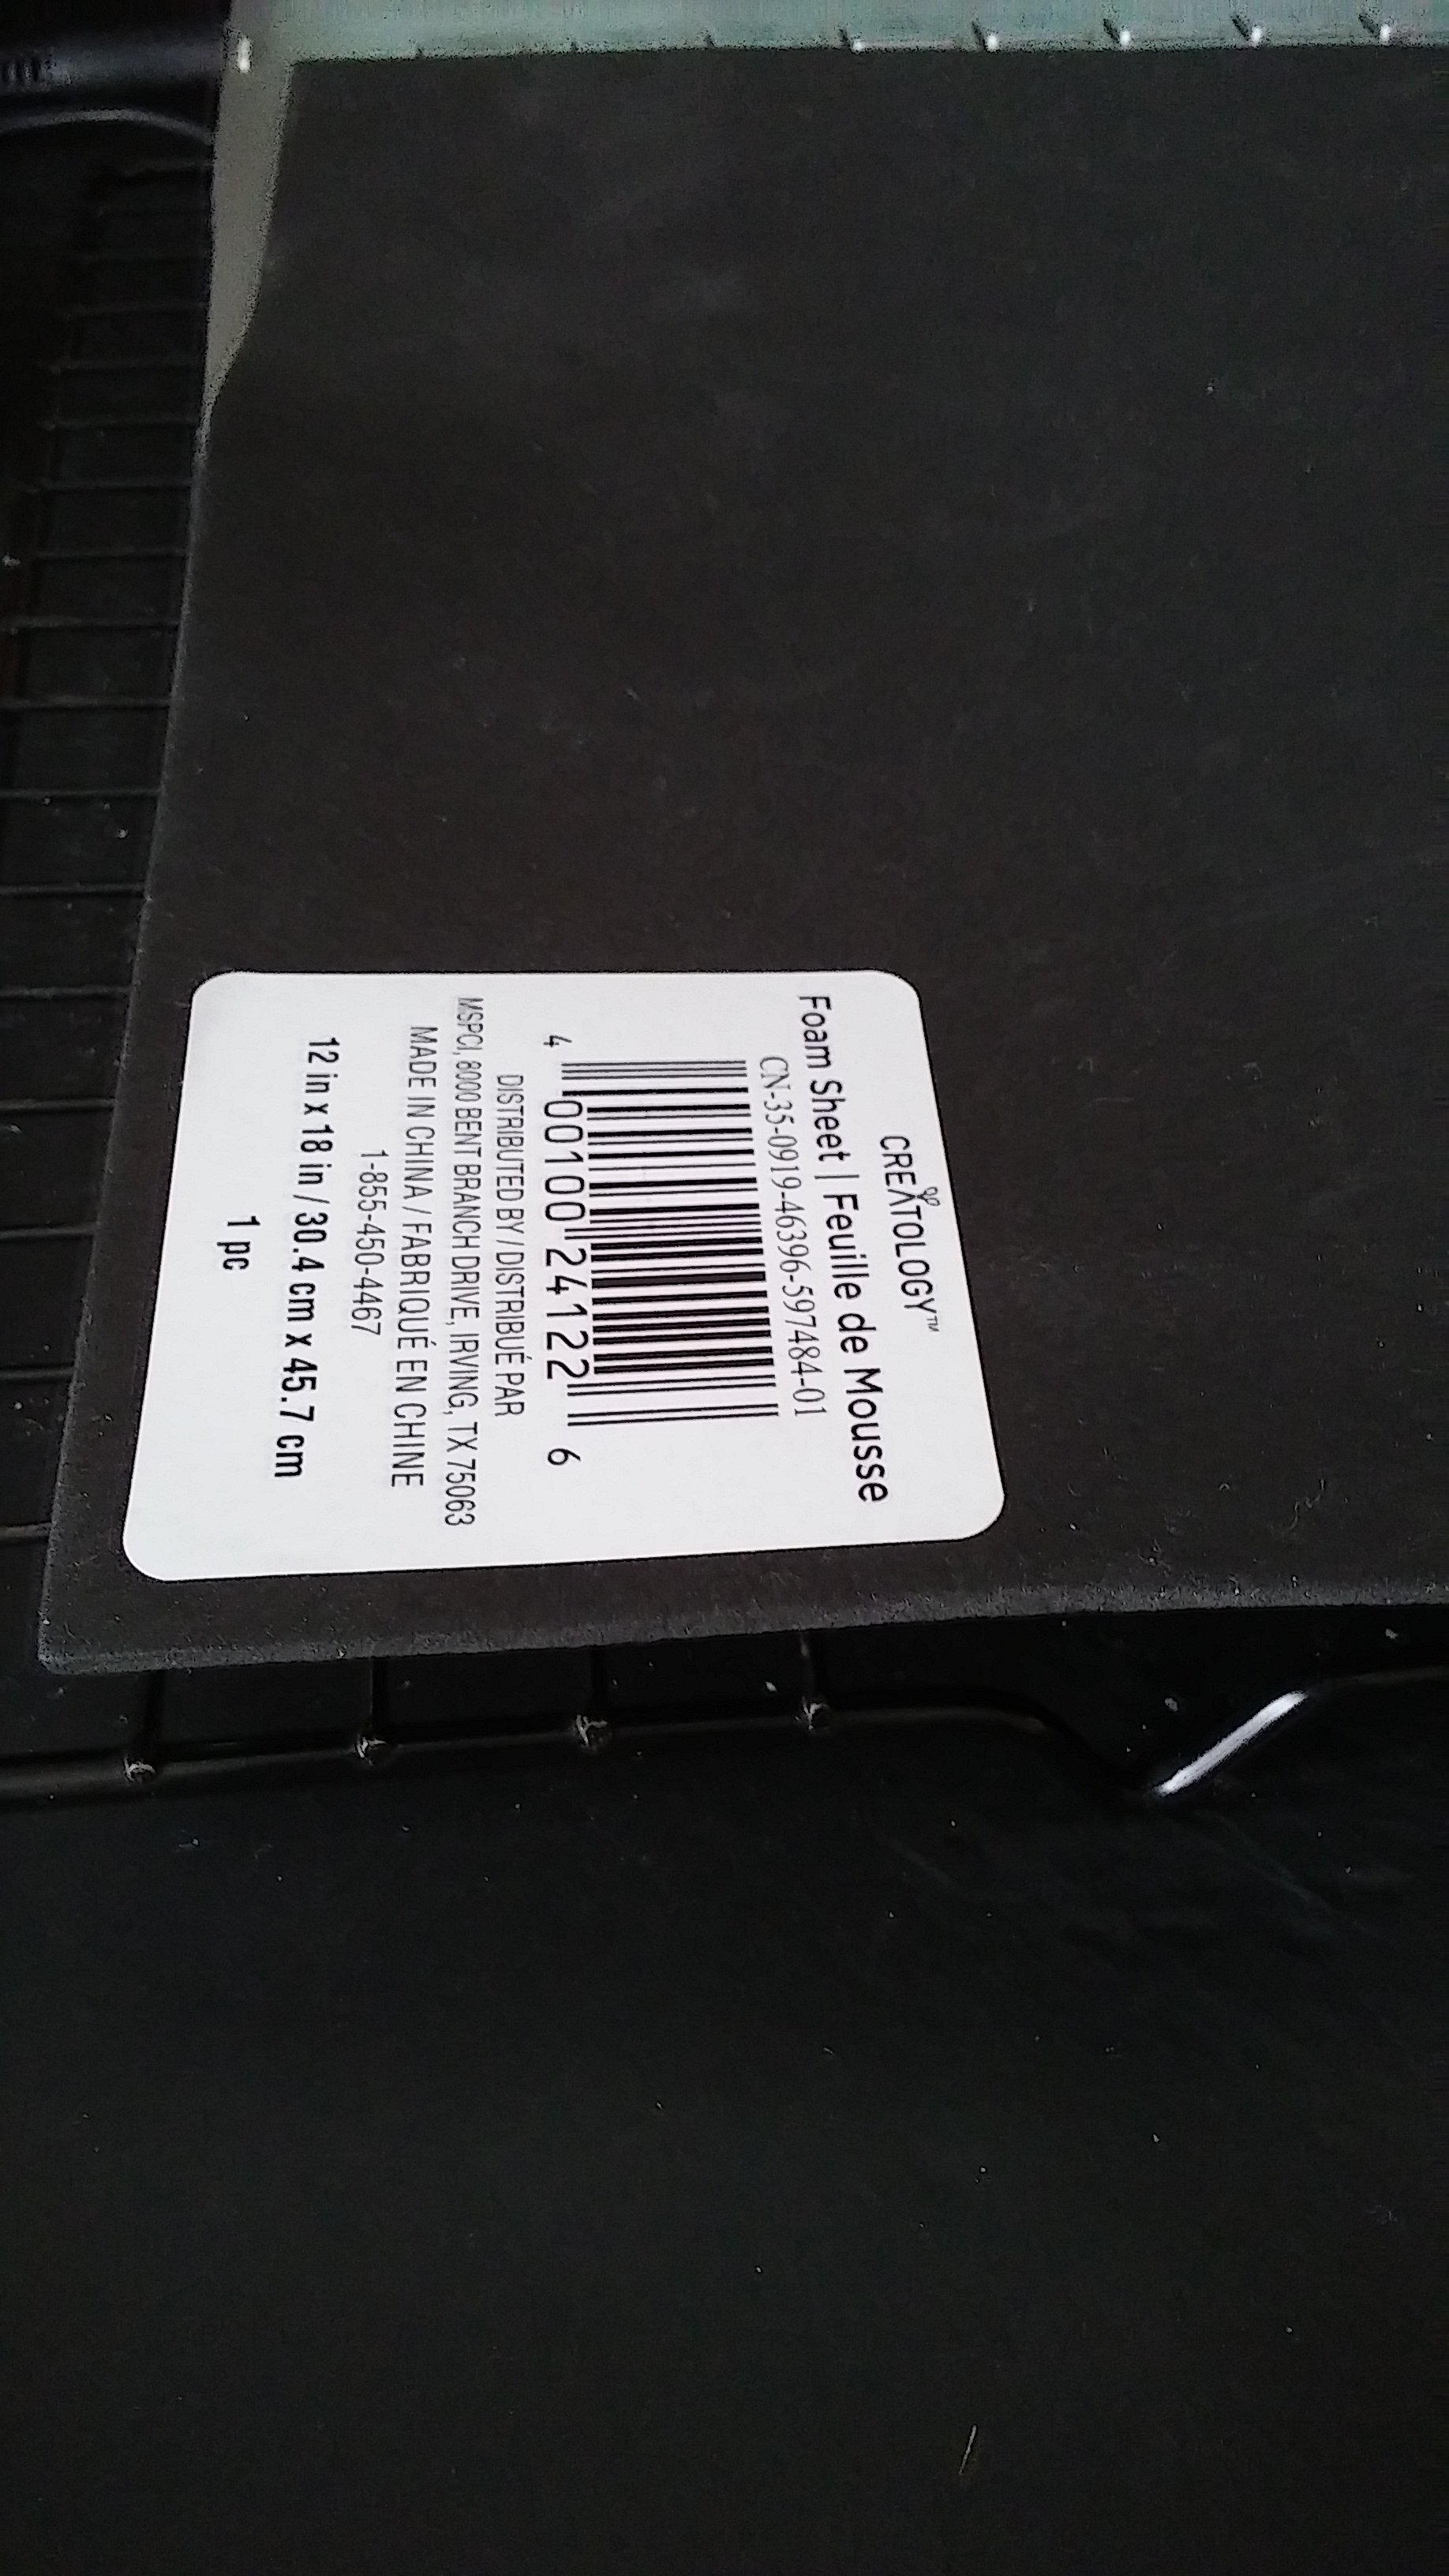 CREATOLOGY™
Foam Sheet | Feuille de Mousse
CN-35-0919-46396-597484-01
4 00100 24122 6
DISTRIBUTED BY / DISTRIBUÉ PAR
MSPCI, 8000 BENT BRANCH DRIVE, IRVING, TX 75063
MADE IN CHINA / FABRIQUÉ EN CHINE
1-855-450-4467
12 in x 18 in / 30.4 cm x 45.7 cm
1 pc